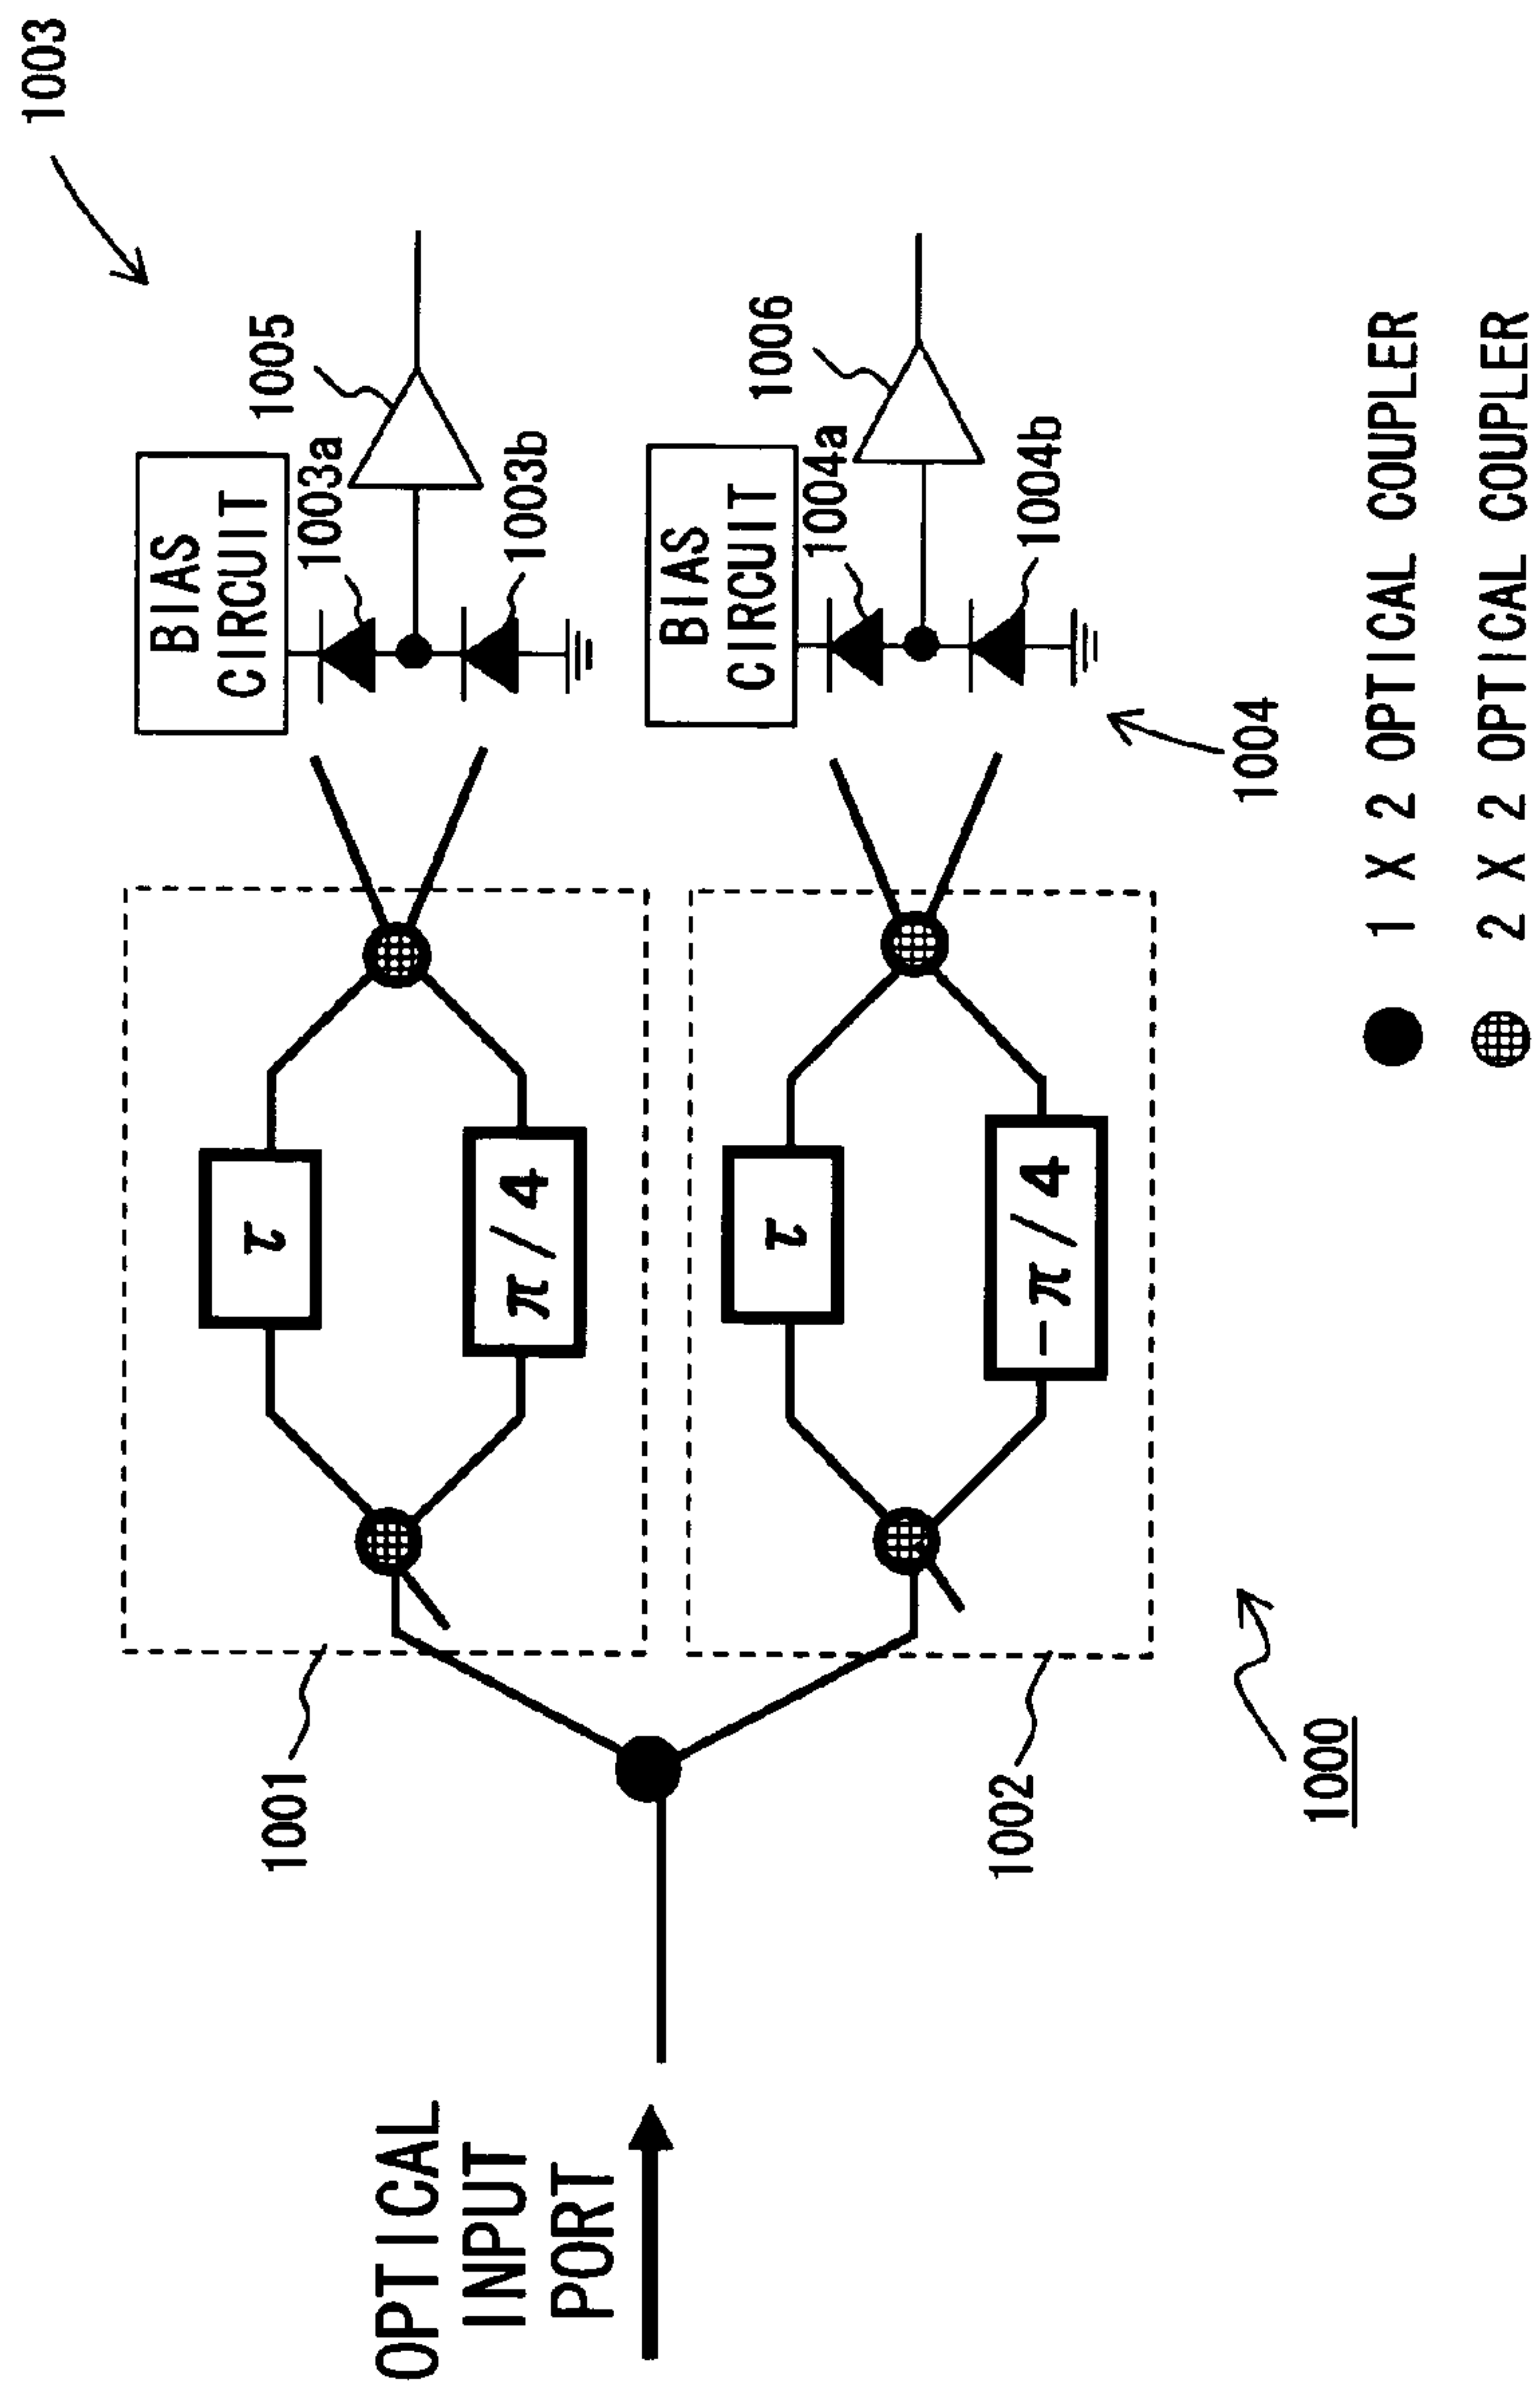 1003
BIAS
CIRCUIT
1005
1003a
1003b
τ
π/4
1001
OPTICAL
INPUT
PORT
BIAS
CIRCUIT
1006
1004a
1004b
τ
-π/4
1002
1004
1000
1 X 2 OPTICAL COUPLER
2 X 2 OPTICAL COUPLER